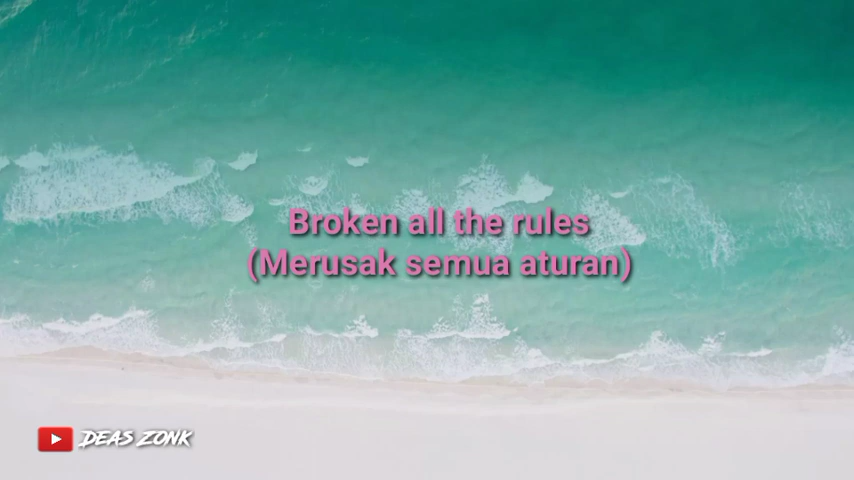 Broken all the rules
(Merusak semua aturan)
DEAS ZONK